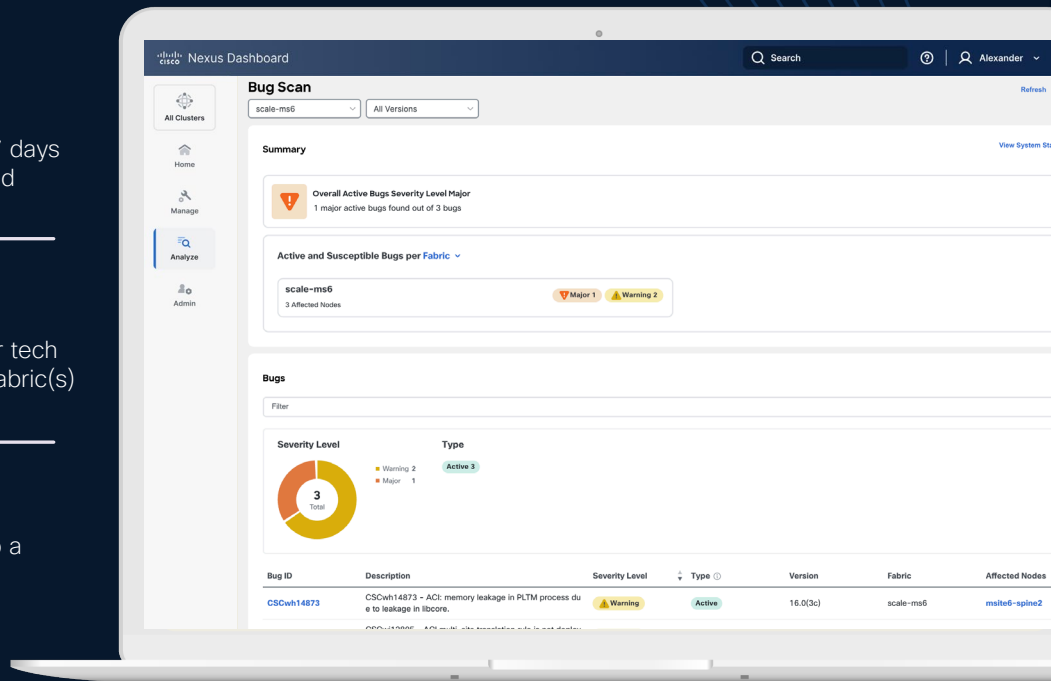 days
d
r tech
abric(s)
a
cisco Nexus Dashboard
Search
Alexander
All Clusters
Home
Manage
Analyze
Admin
Bug Scan
Refresh
scale-ms6
All Versions
Summary
View System Sta
Overall Active Bugs Severity Level Major
1 major active bugs found out of 3 bugs
Active and Susceptible Bugs per Fabric
scale-ms6
3 Affected Nodes
Major 1
Warning 2
Bugs
Filter
Severity Level
Type
3
Total
Warning 2
Major 1
Active 3
Bug ID Description Severity Level Type Version Fabric Affected Nodes
CSCwh14873 CSCwh14873 - ACI: memory leakage in PLTM process du Warning Active 16.0(3c) scale-ms6 msite6-spine2
e to leakage in libcore.